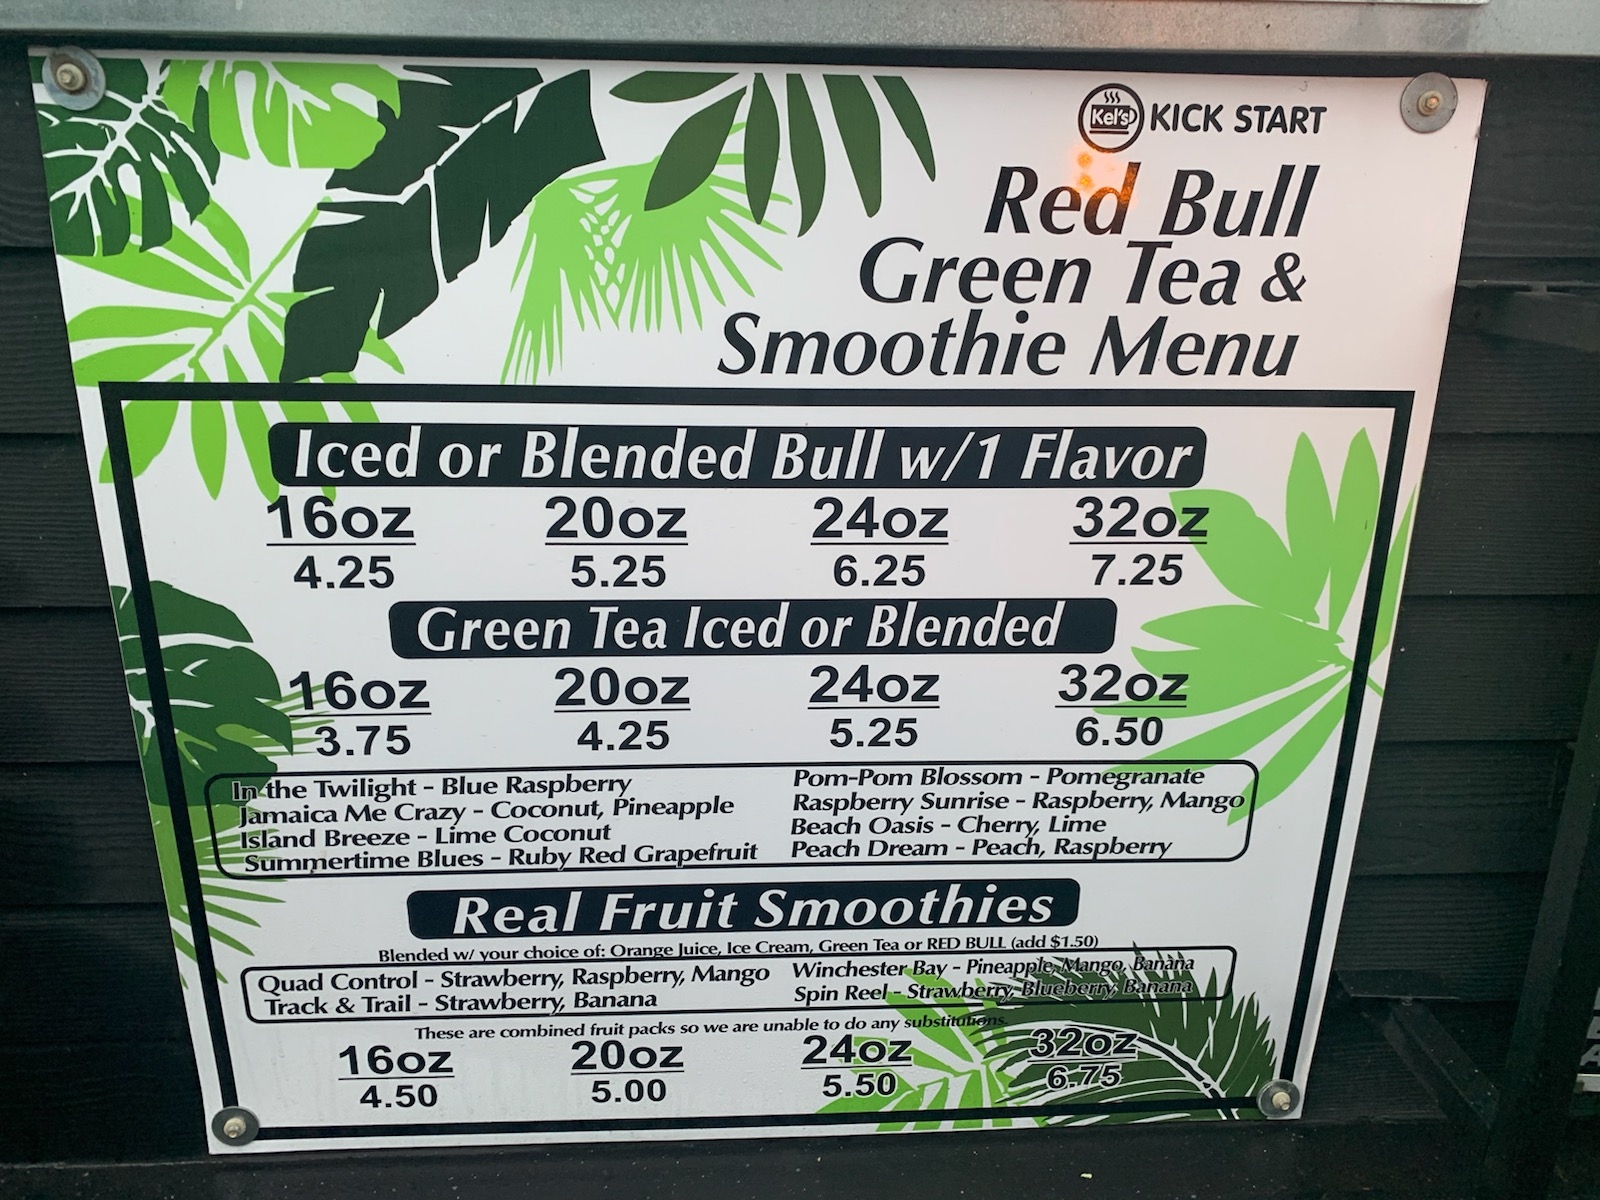 Kel's KICK START
Red Bull
Green Tea &
Smoothie Menu
Iced or Blended Bull w/1 Flavor
16oz 20oz 24oz 32oz
4.25 5.25 6.25 7.25
Green Tea Iced or Blended
16oz 20oz 24oz 32oz
3.75 4.25 5.25 6.50
In the Twilight - Blue Raspberry
Jamaica Me Crazy - Coconut, Pineapple
Island Breeze - Lime Coconut
Summertime Blues - Ruby Red Grapefruit
Pom-Pom Blossom - Pomegranate
Raspberry Sunrise - Raspberry, Mango
Beach Oasis - Cherry, Lime
Peach Dream - Peach, Raspberry
Real Fruit Smoothies
Blended w/ your choice of: Orange Juice, Ice Cream, Green Tea or RED BULL (add $1.50)
Quad Control - Strawberry, Raspberry, Mango
Track & Trail - Strawberry, Banana
Winchester Bay - Pineapple, Mango, Banana
Spin Reel - Strawberry, Blueberry, Banana
These are combined fruit packs so we are unable to do any substitutions.
16oz 20oz 24oz 32oz
4.50 5.00 5.50 6.75